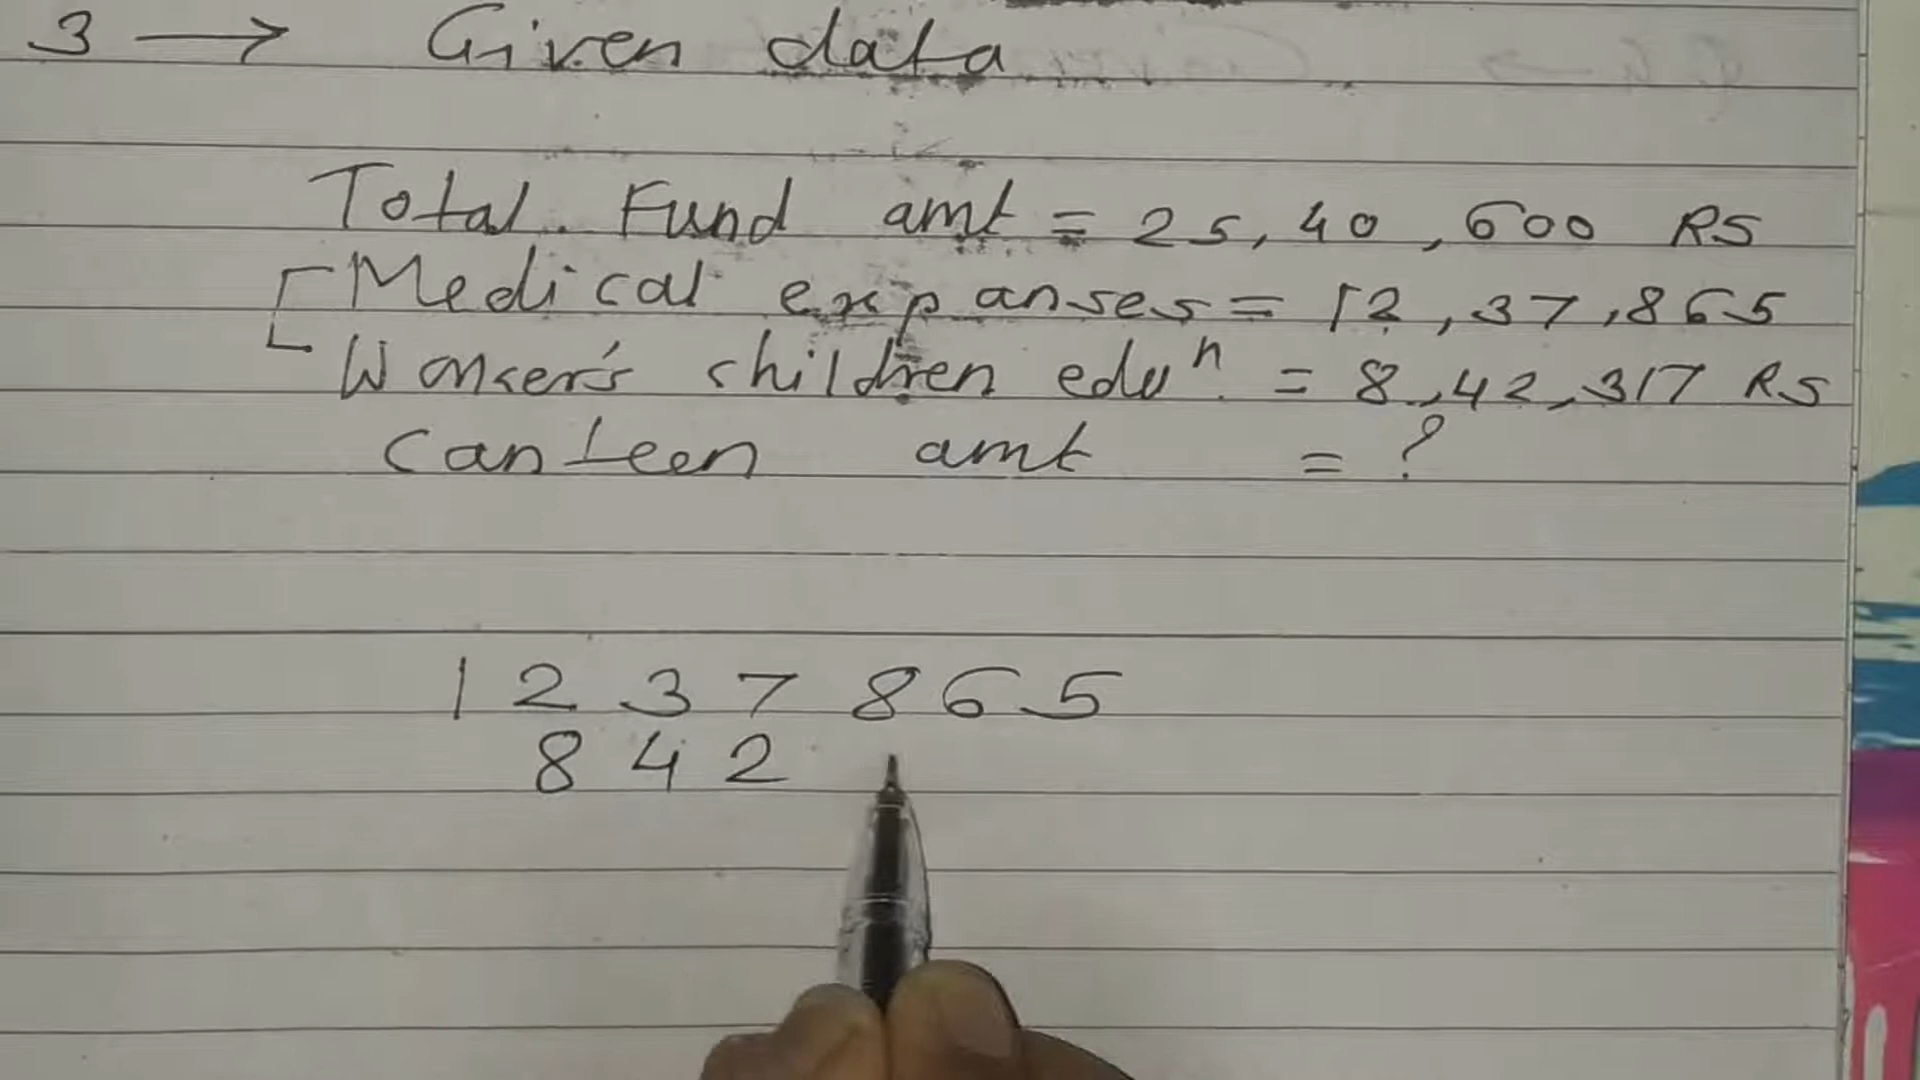 3 → Given data
Total Fund amt = 25,40,600 RS
Medical expanses = 12,37,865
Worker's children eduⁿ. = 8,42,317 RS
Canteen amt = ?
1237865
842